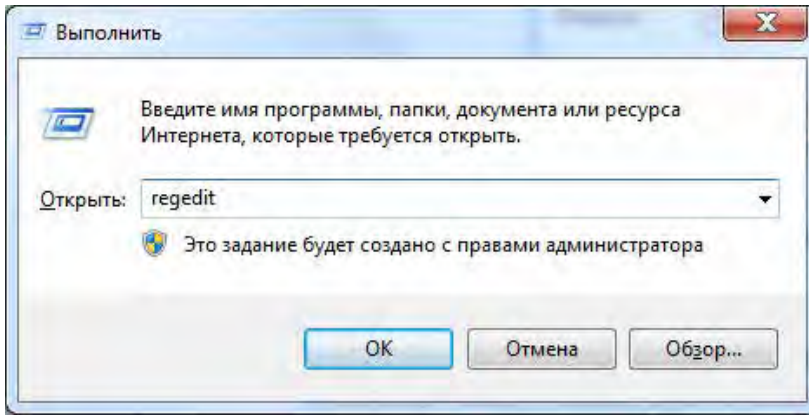 Выполнить
Введите имя программы, папки, документа или ресурса
Интернета, которые требуется открыть.
Открыть: regedit
Это задание будет создано с правами администратора
ОК Отмена Обзор...